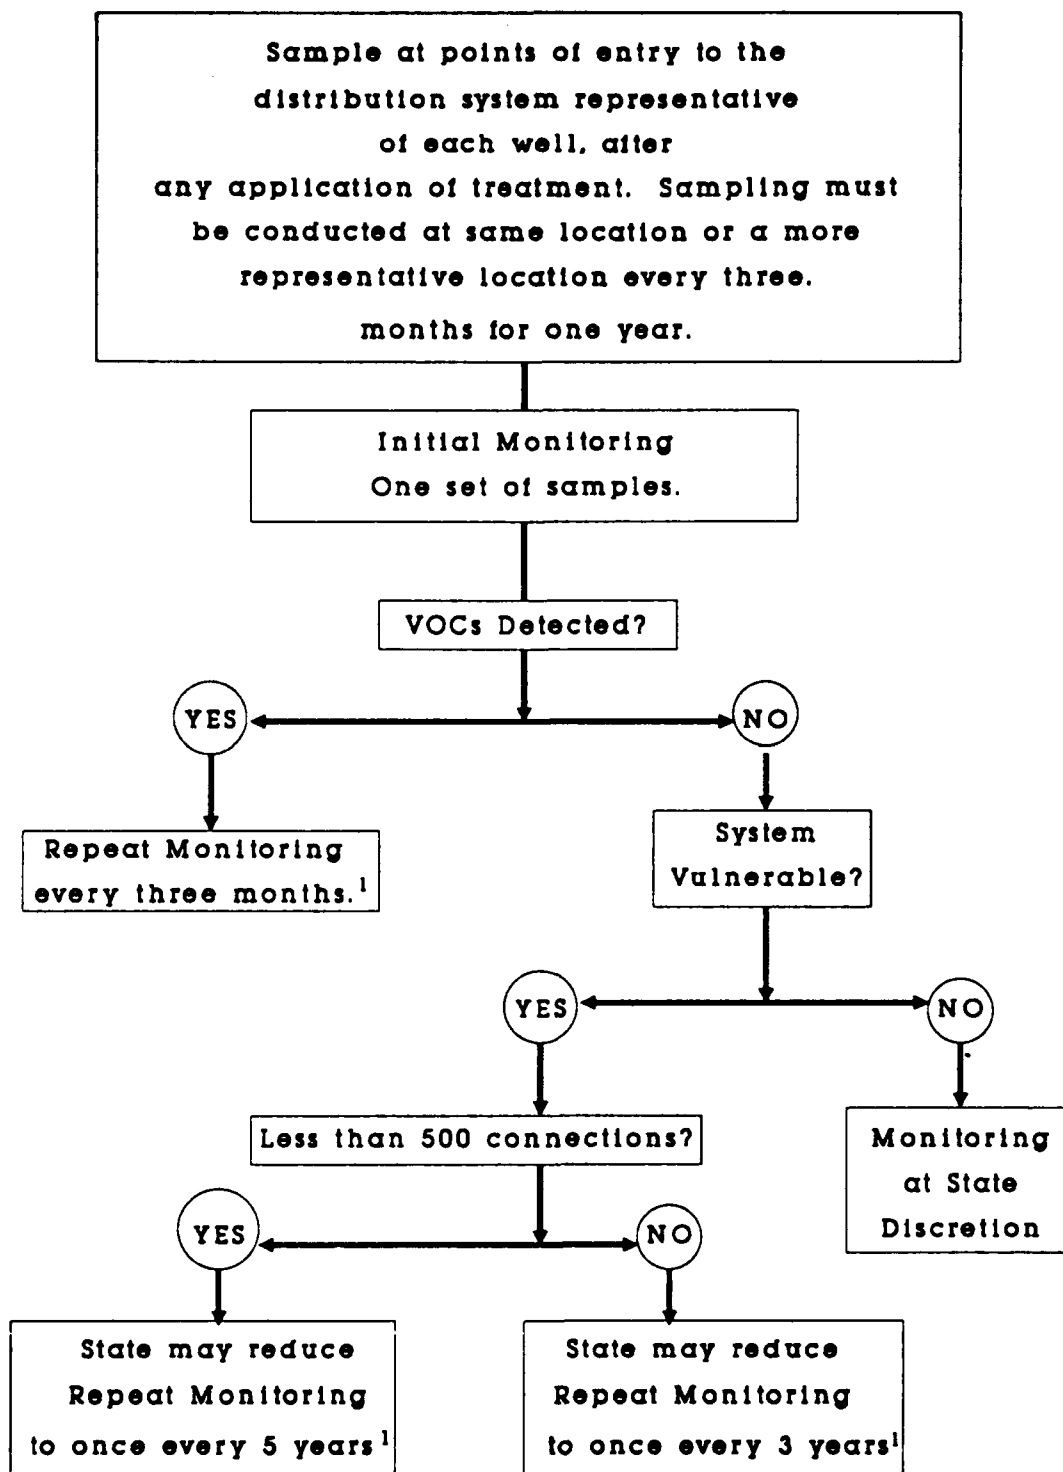 Sample at points of entry to the
distribution system representative
of each well, after
any application of treatment. Sampling must
be conducted at same location or a more
representative location every three.
months for one year.
Initial Monitoring
One set of samples.
VOCs Detected?
YES
NO
Repeat Monitoring
every three months.¹
System
Vulnerable?
YES
NO
Less than 500 connections?
Monitoring
at State
Discretion
YES
NO
State may reduce
Repeat Monitoring
to once every 5 years¹
State may reduce
Repeat Monitoring
to once every 3 years¹